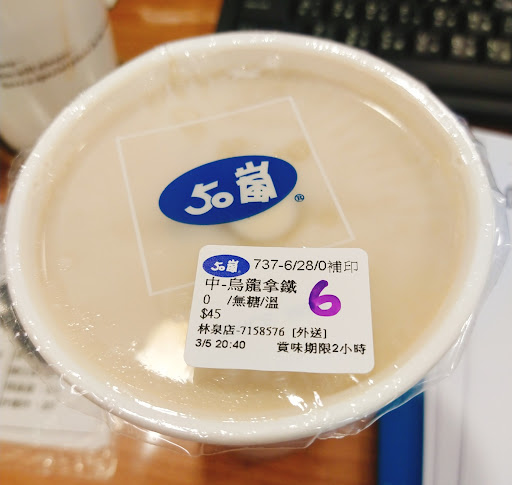 50嵐®
50嵐 737-6/28/0補印
中-烏龍拿鐵
0 /無糖/溫
6
$45
林泉店-7158576 [外送]
3/5 20:40 賞味期限2小時